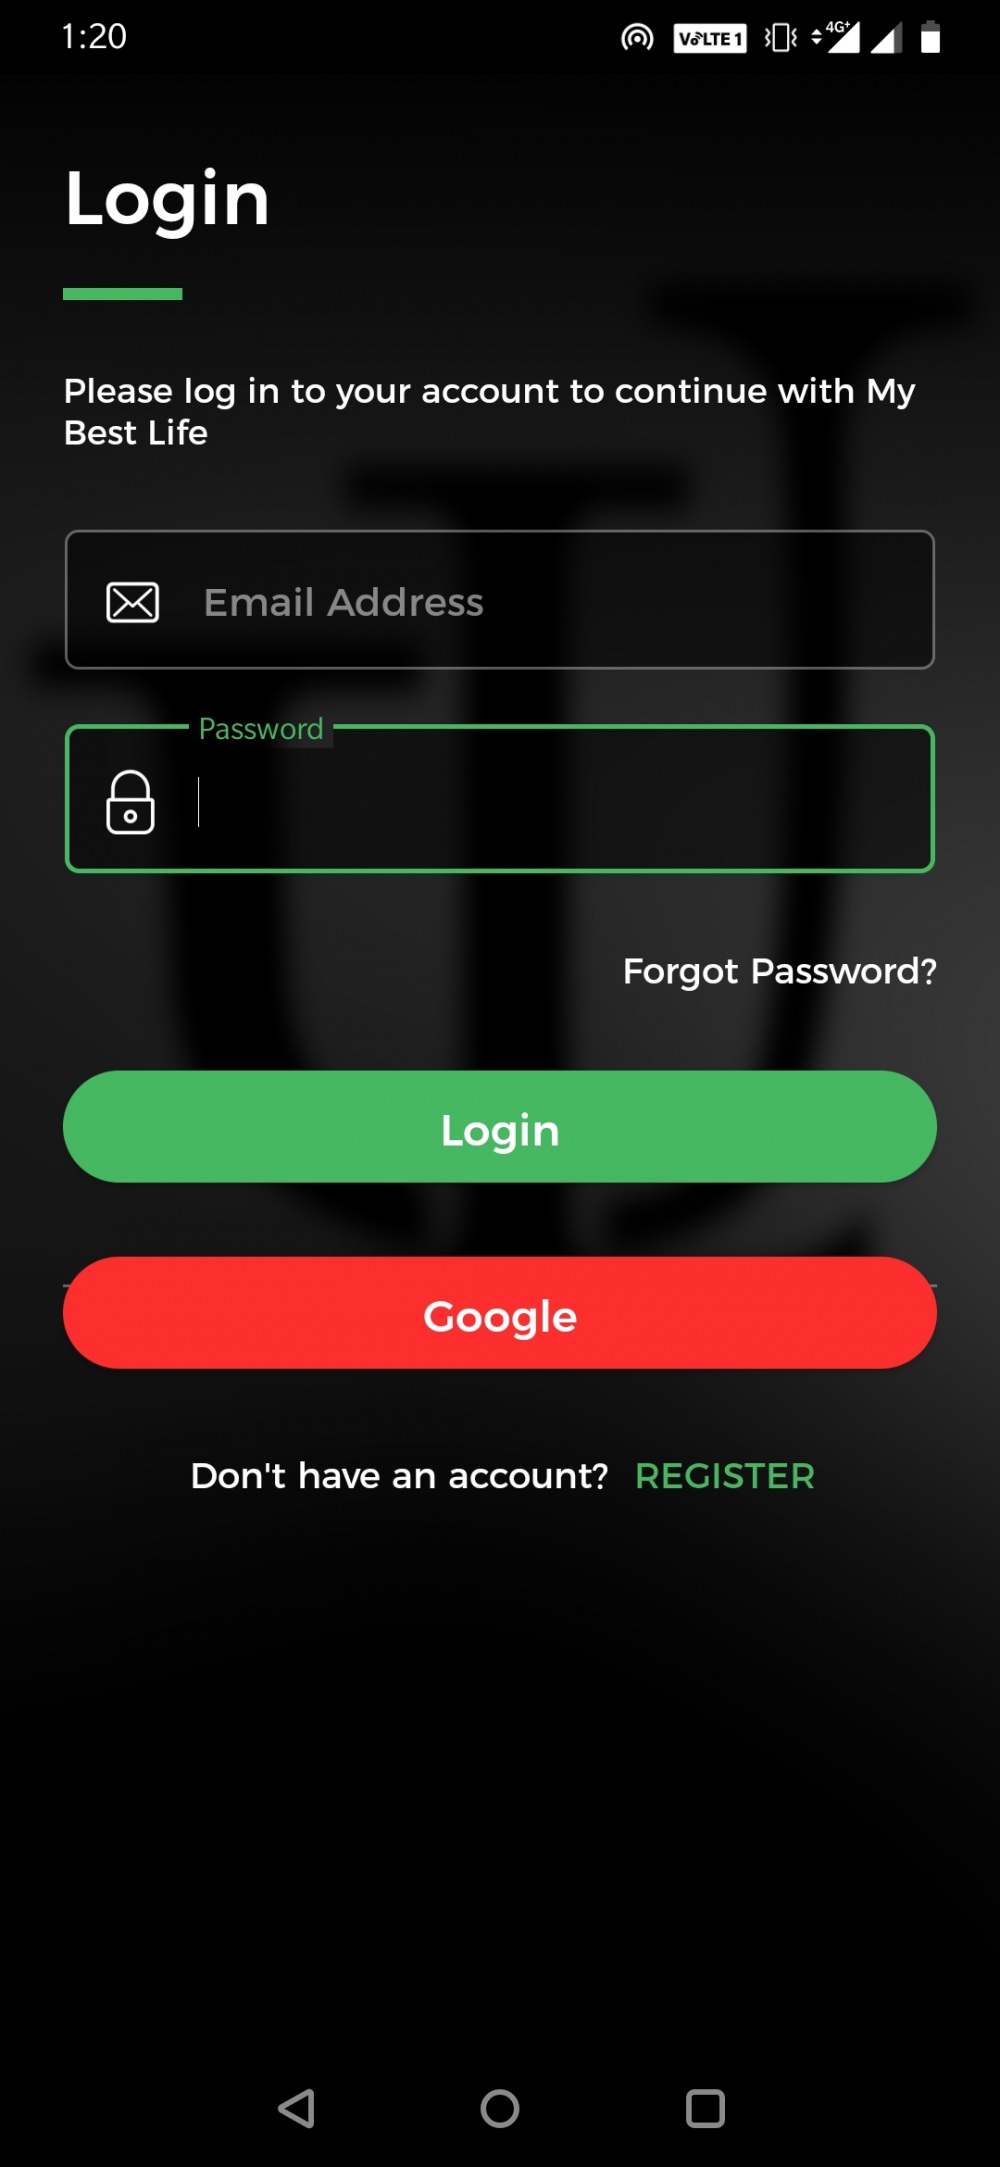 1:20
VoLTE 1
4G+
Login
Please log in to your account to continue with My
Best Life
Email Address
Password
Forgot Password?
Login
Google
Don't have an account? REGISTER